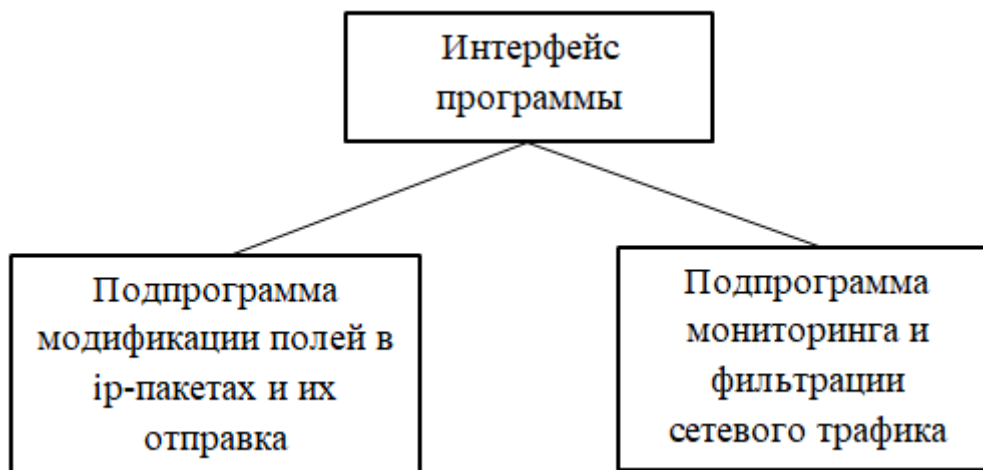 Интерфейс
программы
Подпрограмма
модификации полей в
ip-пакетах и их
отправка
Подпрограмма
мониторинга и
фильтрации
сетевого трафика